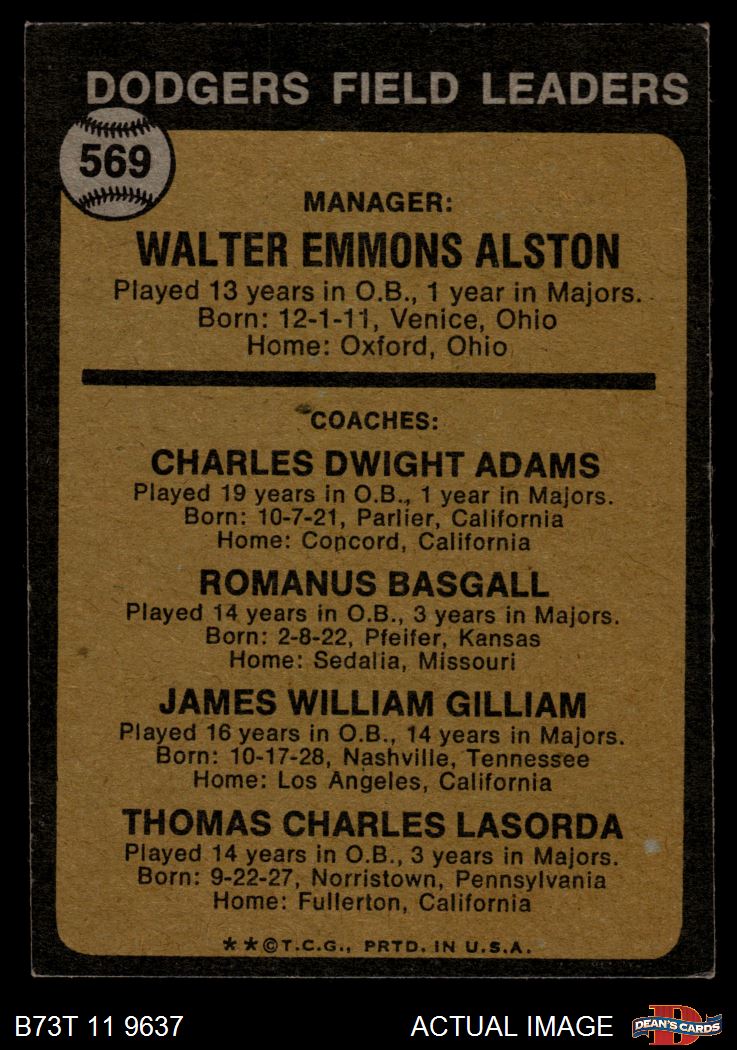 DODGERS FIELD LEADERS
569
MANAGER:
WALTER EMMONS ALSTON
Played 13 years in O.B., 1 year in Majors.
Born: 12-1-11, Venice, Ohio
Home: Oxford, Ohio
COACHES:
CHARLES DWIGHT ADAMS
Played 19 years in O.B., 1 year in Majors.
Born: 10-7-21, Parlier, California
Home: Concord, California
ROMANUS BASGALL
Played 14 years in O.B., 3 years in Majors.
Born: 2-8-22, Pfeifer, Kansas
Home: Sedalia, Missouri
JAMES WILLIAM GILLIAM
Played 16 years in O.B., 14 years in Majors.
Born: 10-17-28, Nashville, Tennessee
Home: Los Angeles, California
THOMAS CHARLES LASORDA
Played 14 years in O.B., 3 years in Majors.
Born: 9-22-27, Norristown, Pennsylvania
Home: Fullerton, California
**©T.C.G., PRTD. IN U.S.A.
B73T 11 9637
ACTUAL IMAGE
D
DEAN'S CARDS